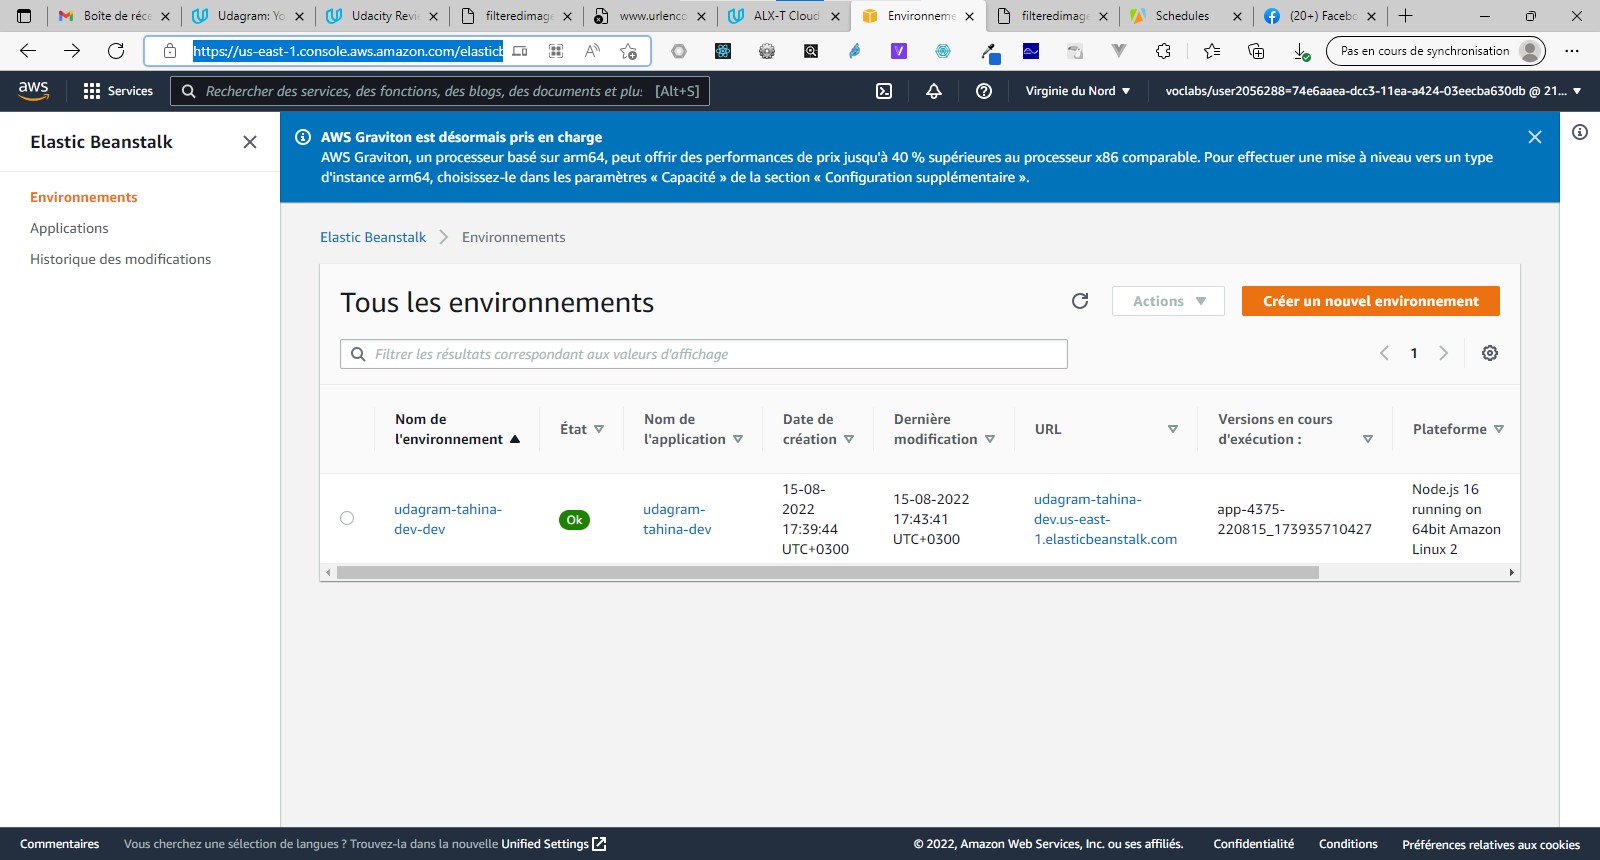 Boîte de réce
Udagram: Yo
Udacity Revie
filteredimage
www.urlenco
ALX-T Cloud
Environneme
filteredimage
Schedules
(20+) Facebo
https://us-east-1.console.aws.amazon.com/elasticb
Pas en cours de synchronisation
aws
Services
Rechercher des services, des fonctions, des blogs, des documents et plus
[Alt+S]
Virginie du Nord
voclabs/user2056288=74e6aaea-dcc3-11ea-a424-03eecba630db @ 21...
Elastic Beanstalk
Environnements
Applications
Historique des modifications
AWS Graviton est désormais pris en charge
AWS Graviton, un processeur basé sur arm64, peut offrir des performances de prix jusqu'à 40 % supérieures au processeur x86 comparable. Pour effectuer une mise à niveau vers un type
d'instance arm64, choisissez-le dans les paramètres « Capacité » de la section « Configuration supplémentaire ».
Elastic Beanstalk
Environnements
Tous les environnements
Actions
Créer un nouvel environnement
Filtrer les résultats correspondant aux valeurs d'affichage
1
Nom de
l'environnement
État
Nom de
l'application
Date de
création
Dernière
modification
URL
Versions en cours
d'exécution :
Plateforme
udagram-tahina-
dev-dev
Ok
udagram-
tahina-dev
15-08-
2022
17:39:44
UTC+0300
15-08-2022
17:43:41
UTC+0300
udagram-tahina-
dev.us-east-
1.elasticbeanstalk.com
app-4375-
220815_173935710427
Node.js 16
running on
64bit Amazon
Linux 2
Commentaires
Vous cherchez une sélection de langues ? Trouvez-la dans la nouvelle Unified Settings
© 2022, Amazon Web Services, Inc. ou ses affiliés.
Confidentialité
Conditions
Préférences relatives aux cookies